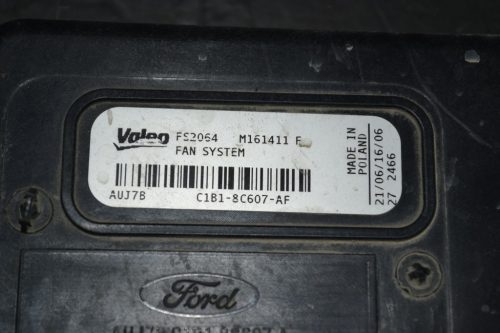 Valeo FS2064 M161411 F
FAN SYSTEM
AUJ7B C1B1-8C607-AF
MADE IN
POLAND
21/06/16/06
27 2466
Ford